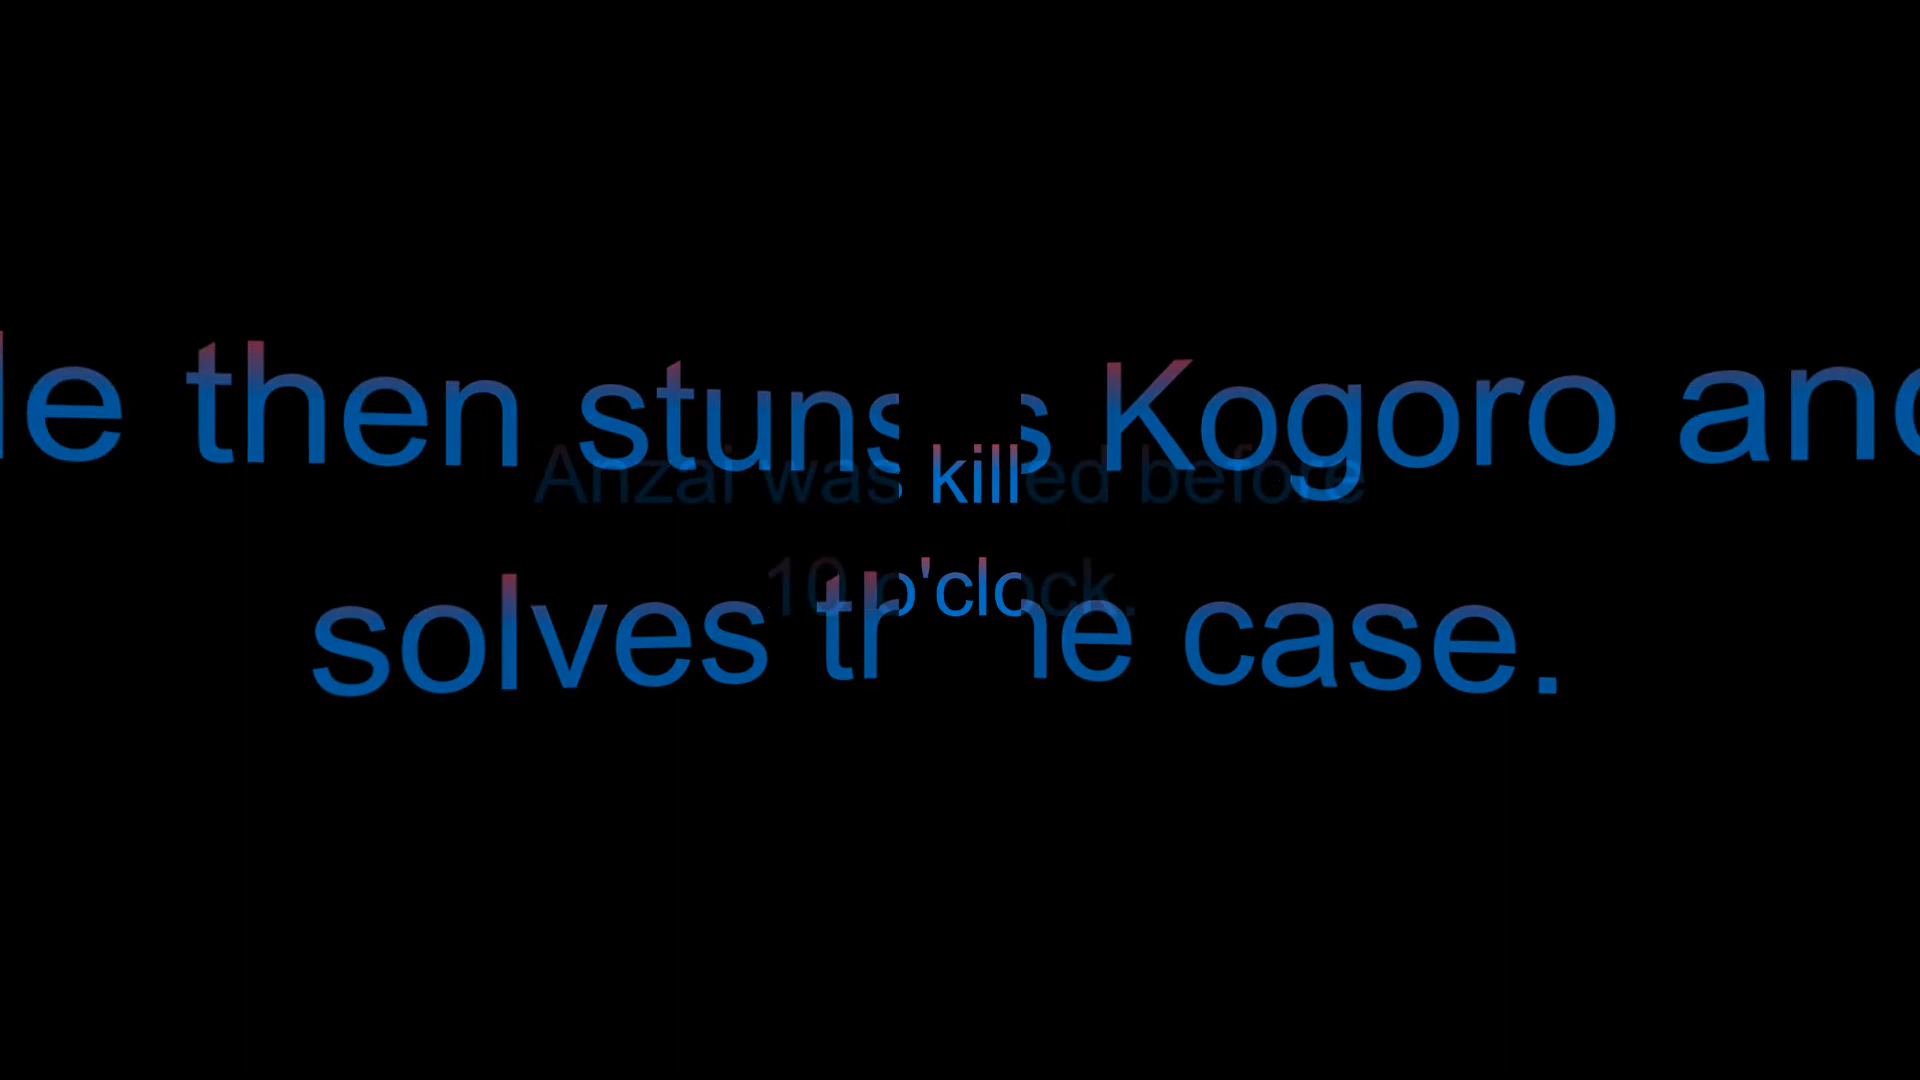 He then stuns Kogoro and
Anzai was killed before
10 o'clock.
solves the case.